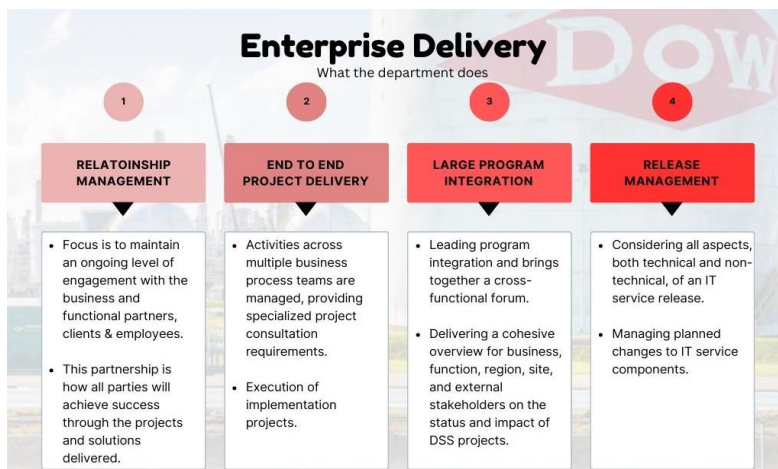 Enterprise Delivery
What the department does
DOW
1
RELATOINSHIP
MANAGEMENT
• Focus is to maintain
an ongoing level of
engagement with the
business and
functional partners,
clients & employees.
• This partnership is
how all parties will
achieve success
through the projects
and solutions
delivered.
2
END TO END
PROJECT DELIVERY
• Activities across
multiple business
process teams are
managed, providing
specialized project
consultation
requirements.
• Execution of
implementation
projects.
3
LARGE PROGRAM
INTEGRATION
• Leading program
integration and brings
together a cross-
functional forum.
• Delivering a cohesive
overview for business,
function, region, site,
and external
stakeholders on the
status and impact of
DSS projects.
4
RELEASE
MANAGEMENT
• Considering all aspects,
both technical and non-
technical, of an IT
service release.
• Managing planned
changes to IT service
components.